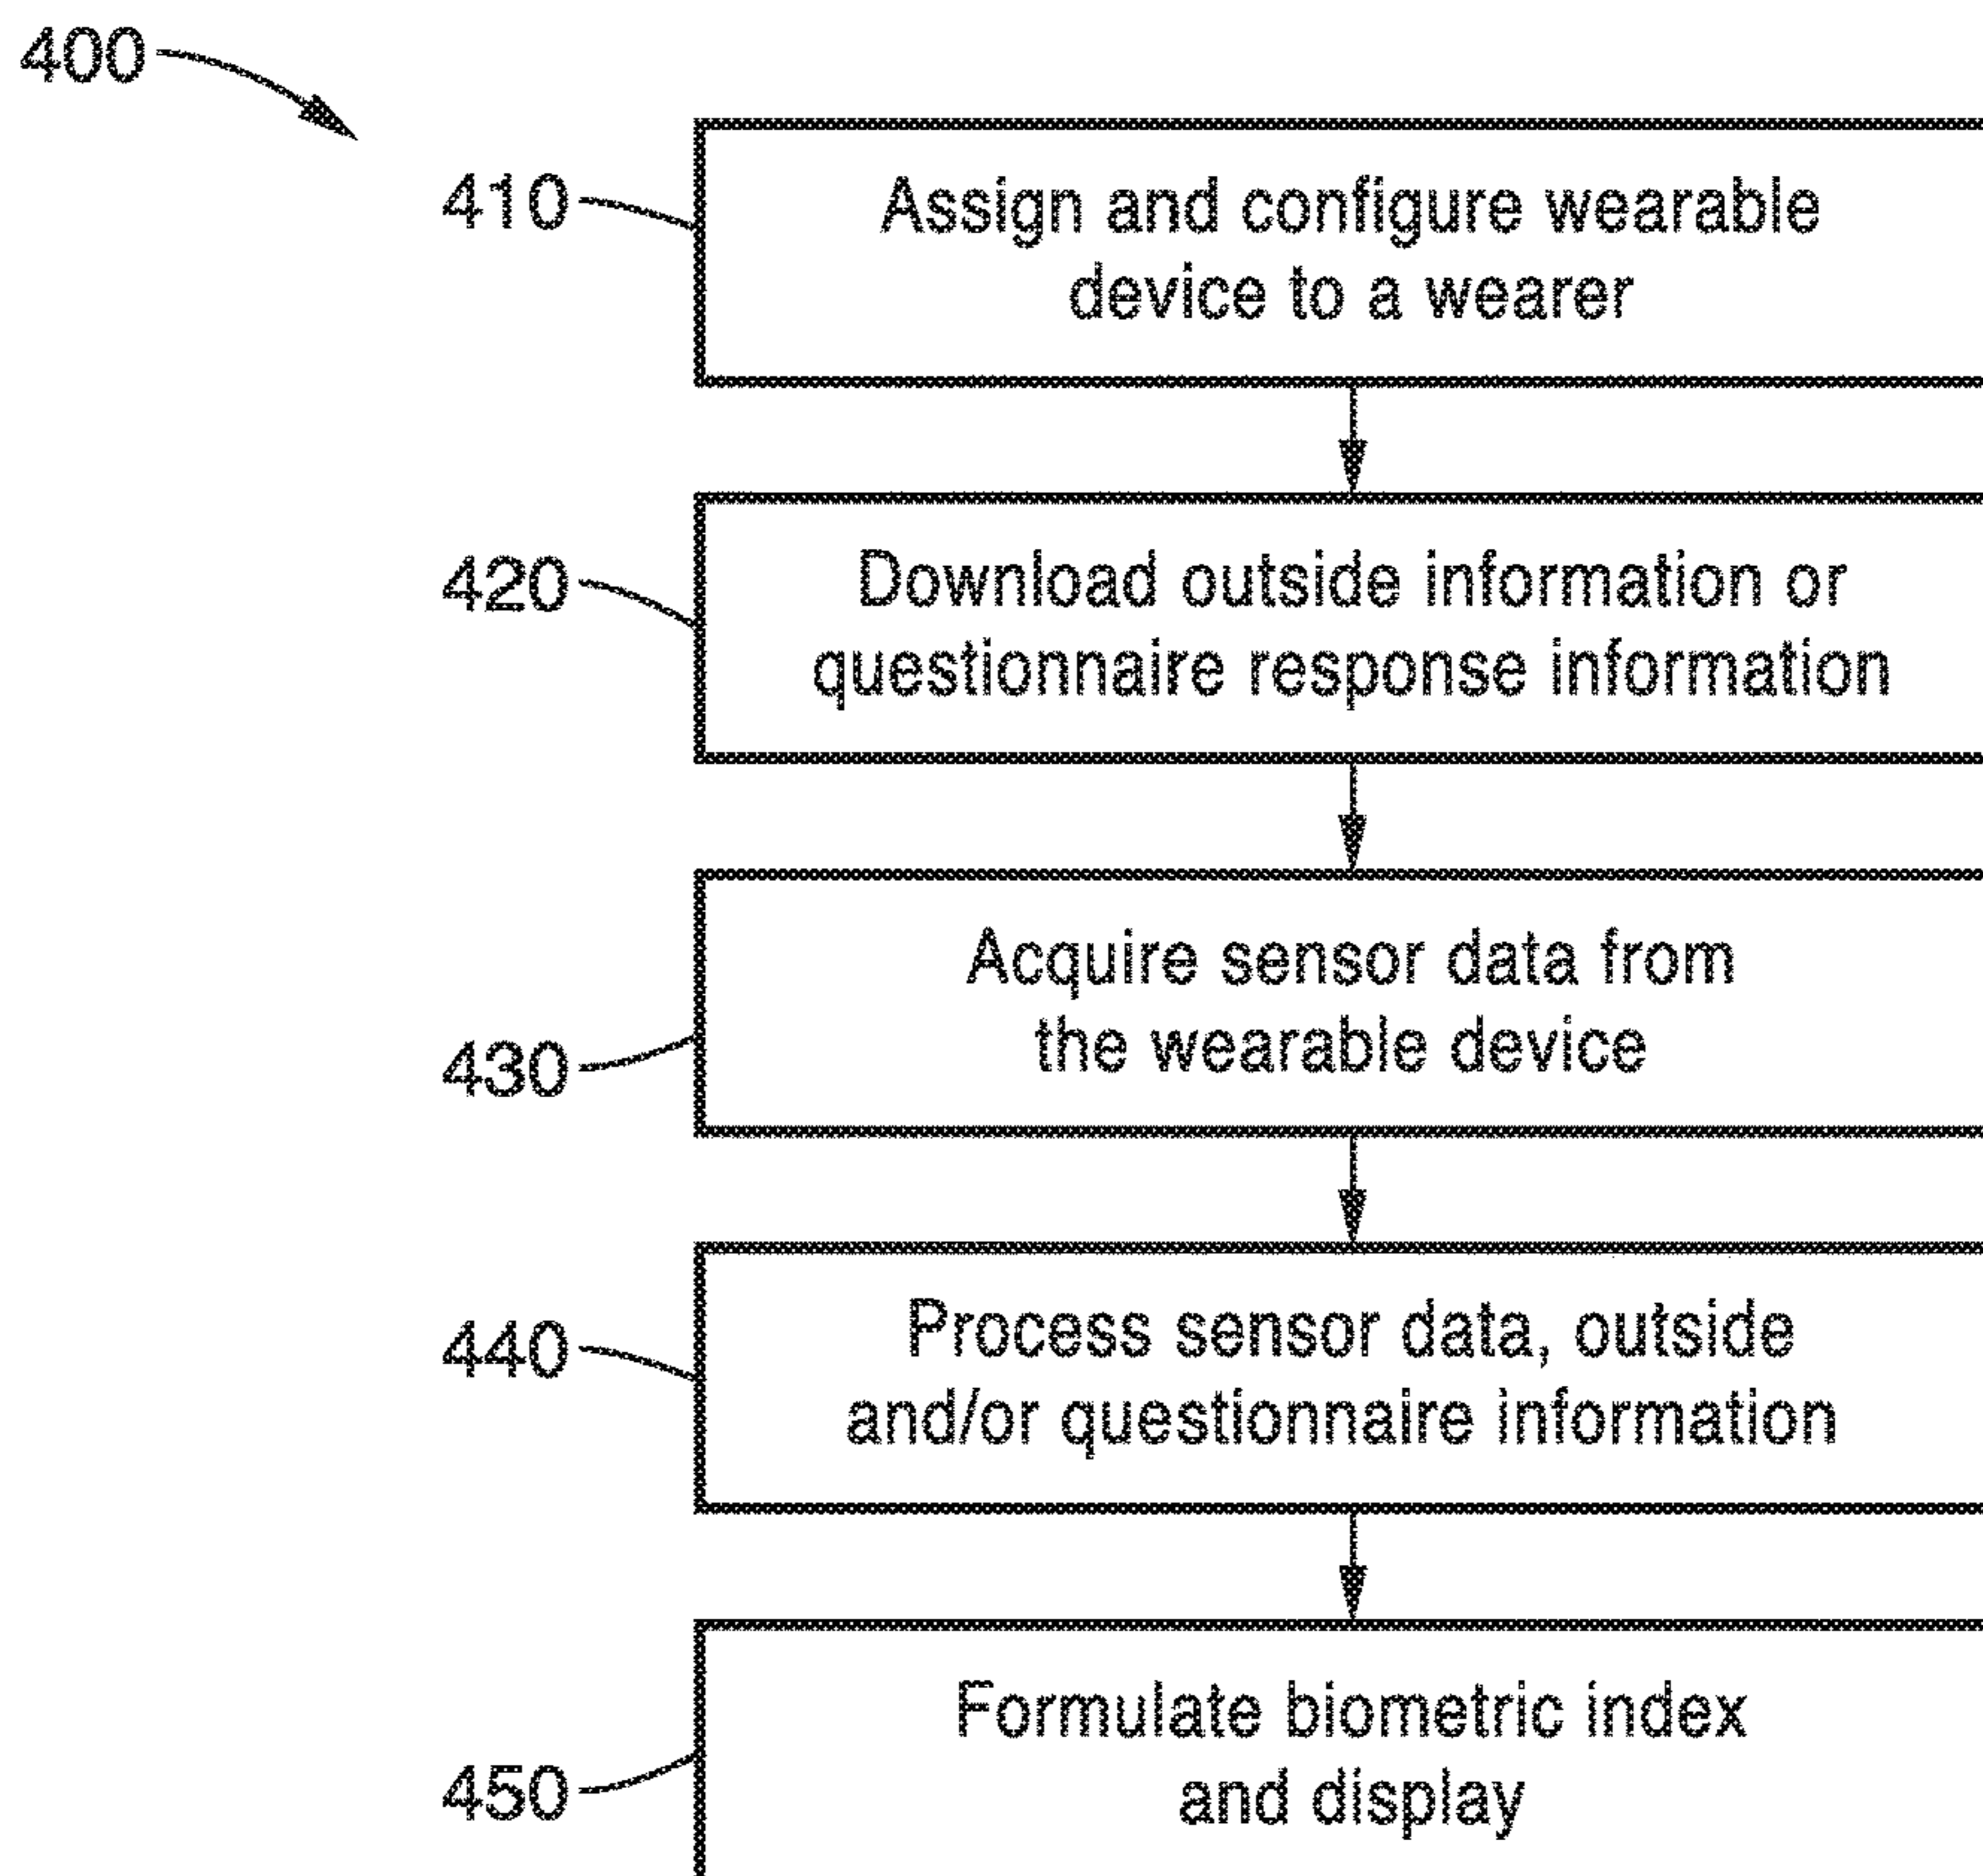 400
410
Assign and configure wearable
device to a wearer
420
Download outside information or
questionnaire response information
430
Acquire sensor data from
the wearable device
440
Process sensor data, outside
and/or questionnaire information
450
Formulate biometric index
and display